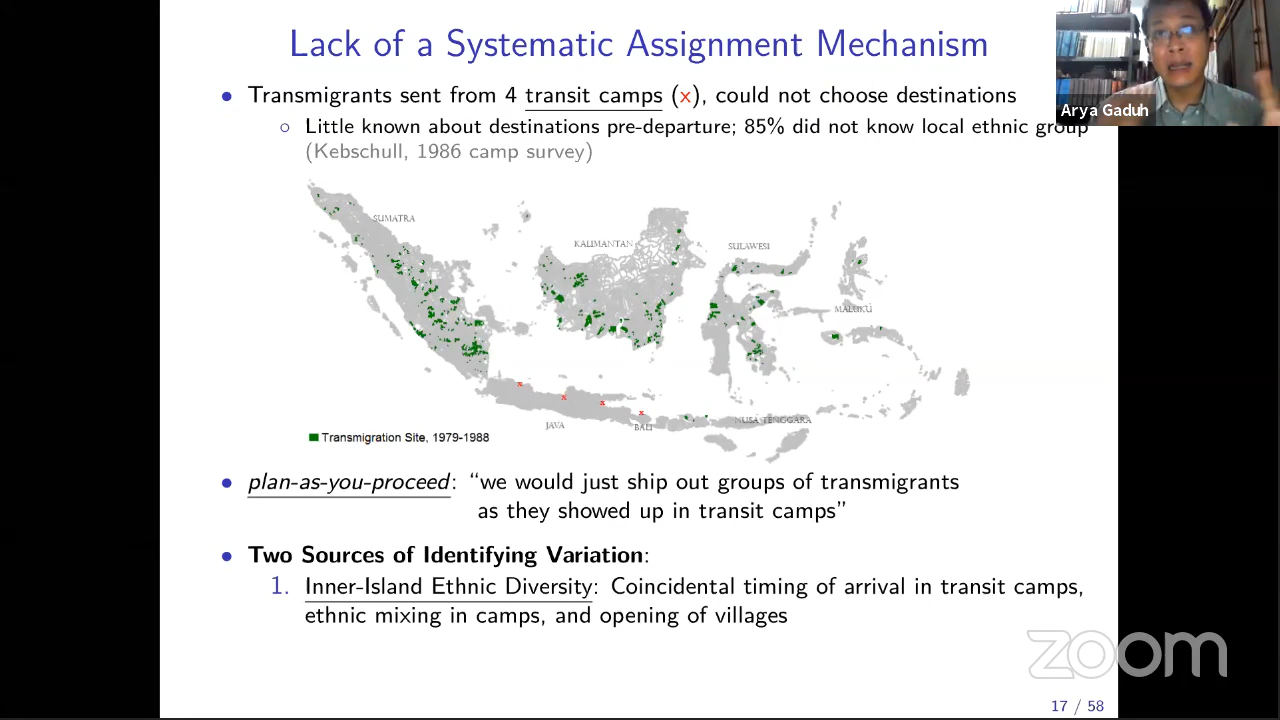 Lack of a Systematic Assignment Mechanism
• Transmigrants sent from 4 transit camps (x), could not choose destinations
Arya Gaduh
○ Little known about destinations pre-departure; 85% did not know local ethnic group
(Kebschull, 1986 camp survey)
SUMATRA
KALIMANTAN
SULAWESI
MALUKU
x
x
x
x
JAVA
BALI
NUSA TENGGARA
Transmigration Site, 1979-1988
• plan-as-you-proceed: “we would just ship out groups of transmigrants
as they showed up in transit camps”
• Two Sources of Identifying Variation:
1. Inner-Island Ethnic Diversity: Coincidental timing of arrival in transit camps,
ethnic mixing in camps, and opening of villages
zoom
17 / 58